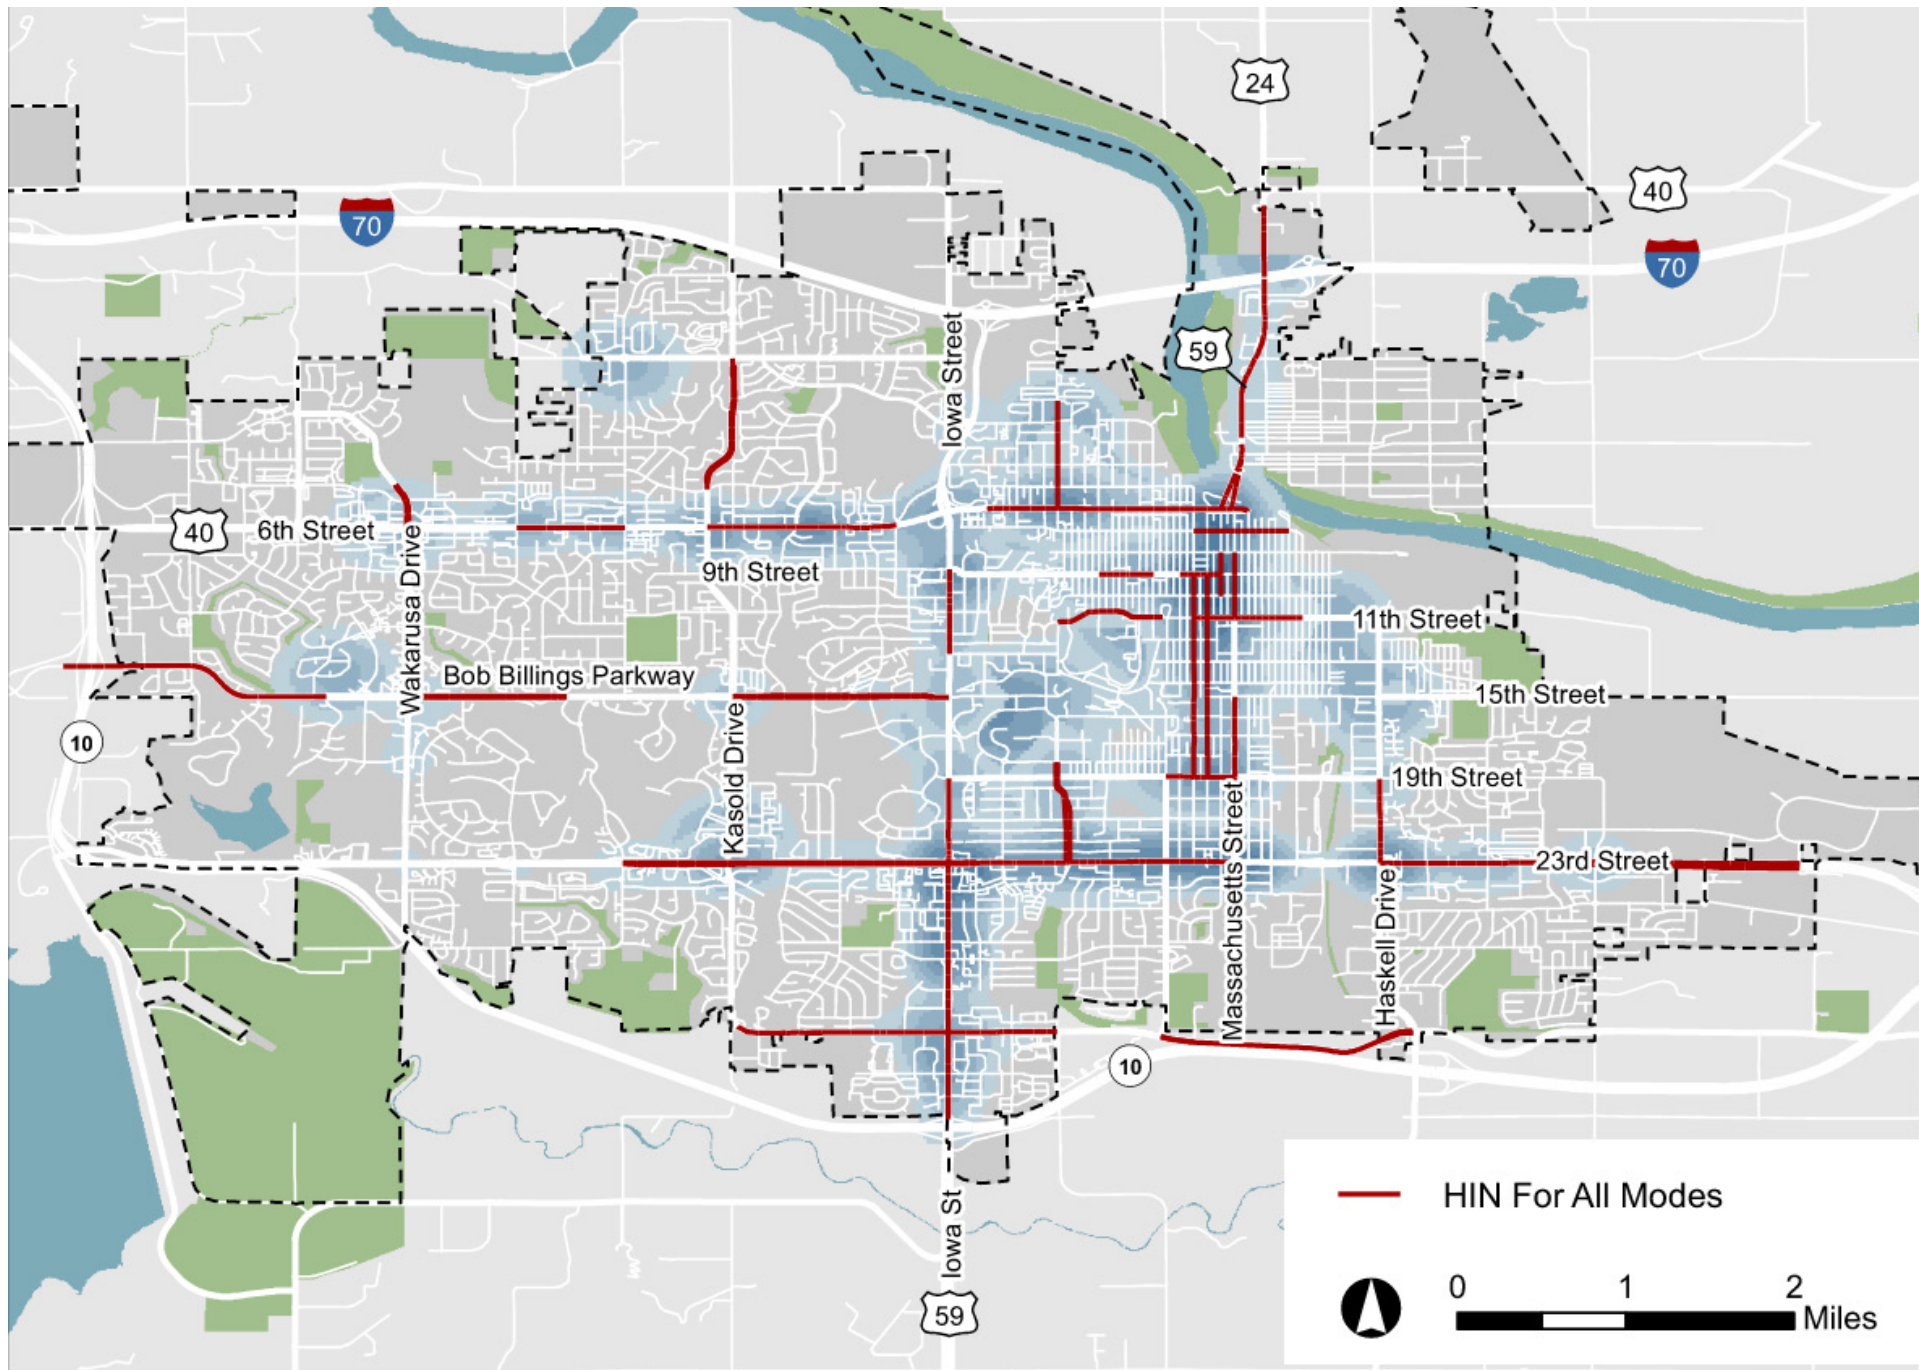 24
40
70
70
59
Iowa Street
40
6th Street
Wakarusa Drive
9th Street
11th Street
Bob Billings Parkway
15th Street
10
Kasold Drive
19th Street
Massachusetts Street
23rd Street
Haskell Drive
10
Iowa St
59
HIN For All Modes
0 1 2
Miles